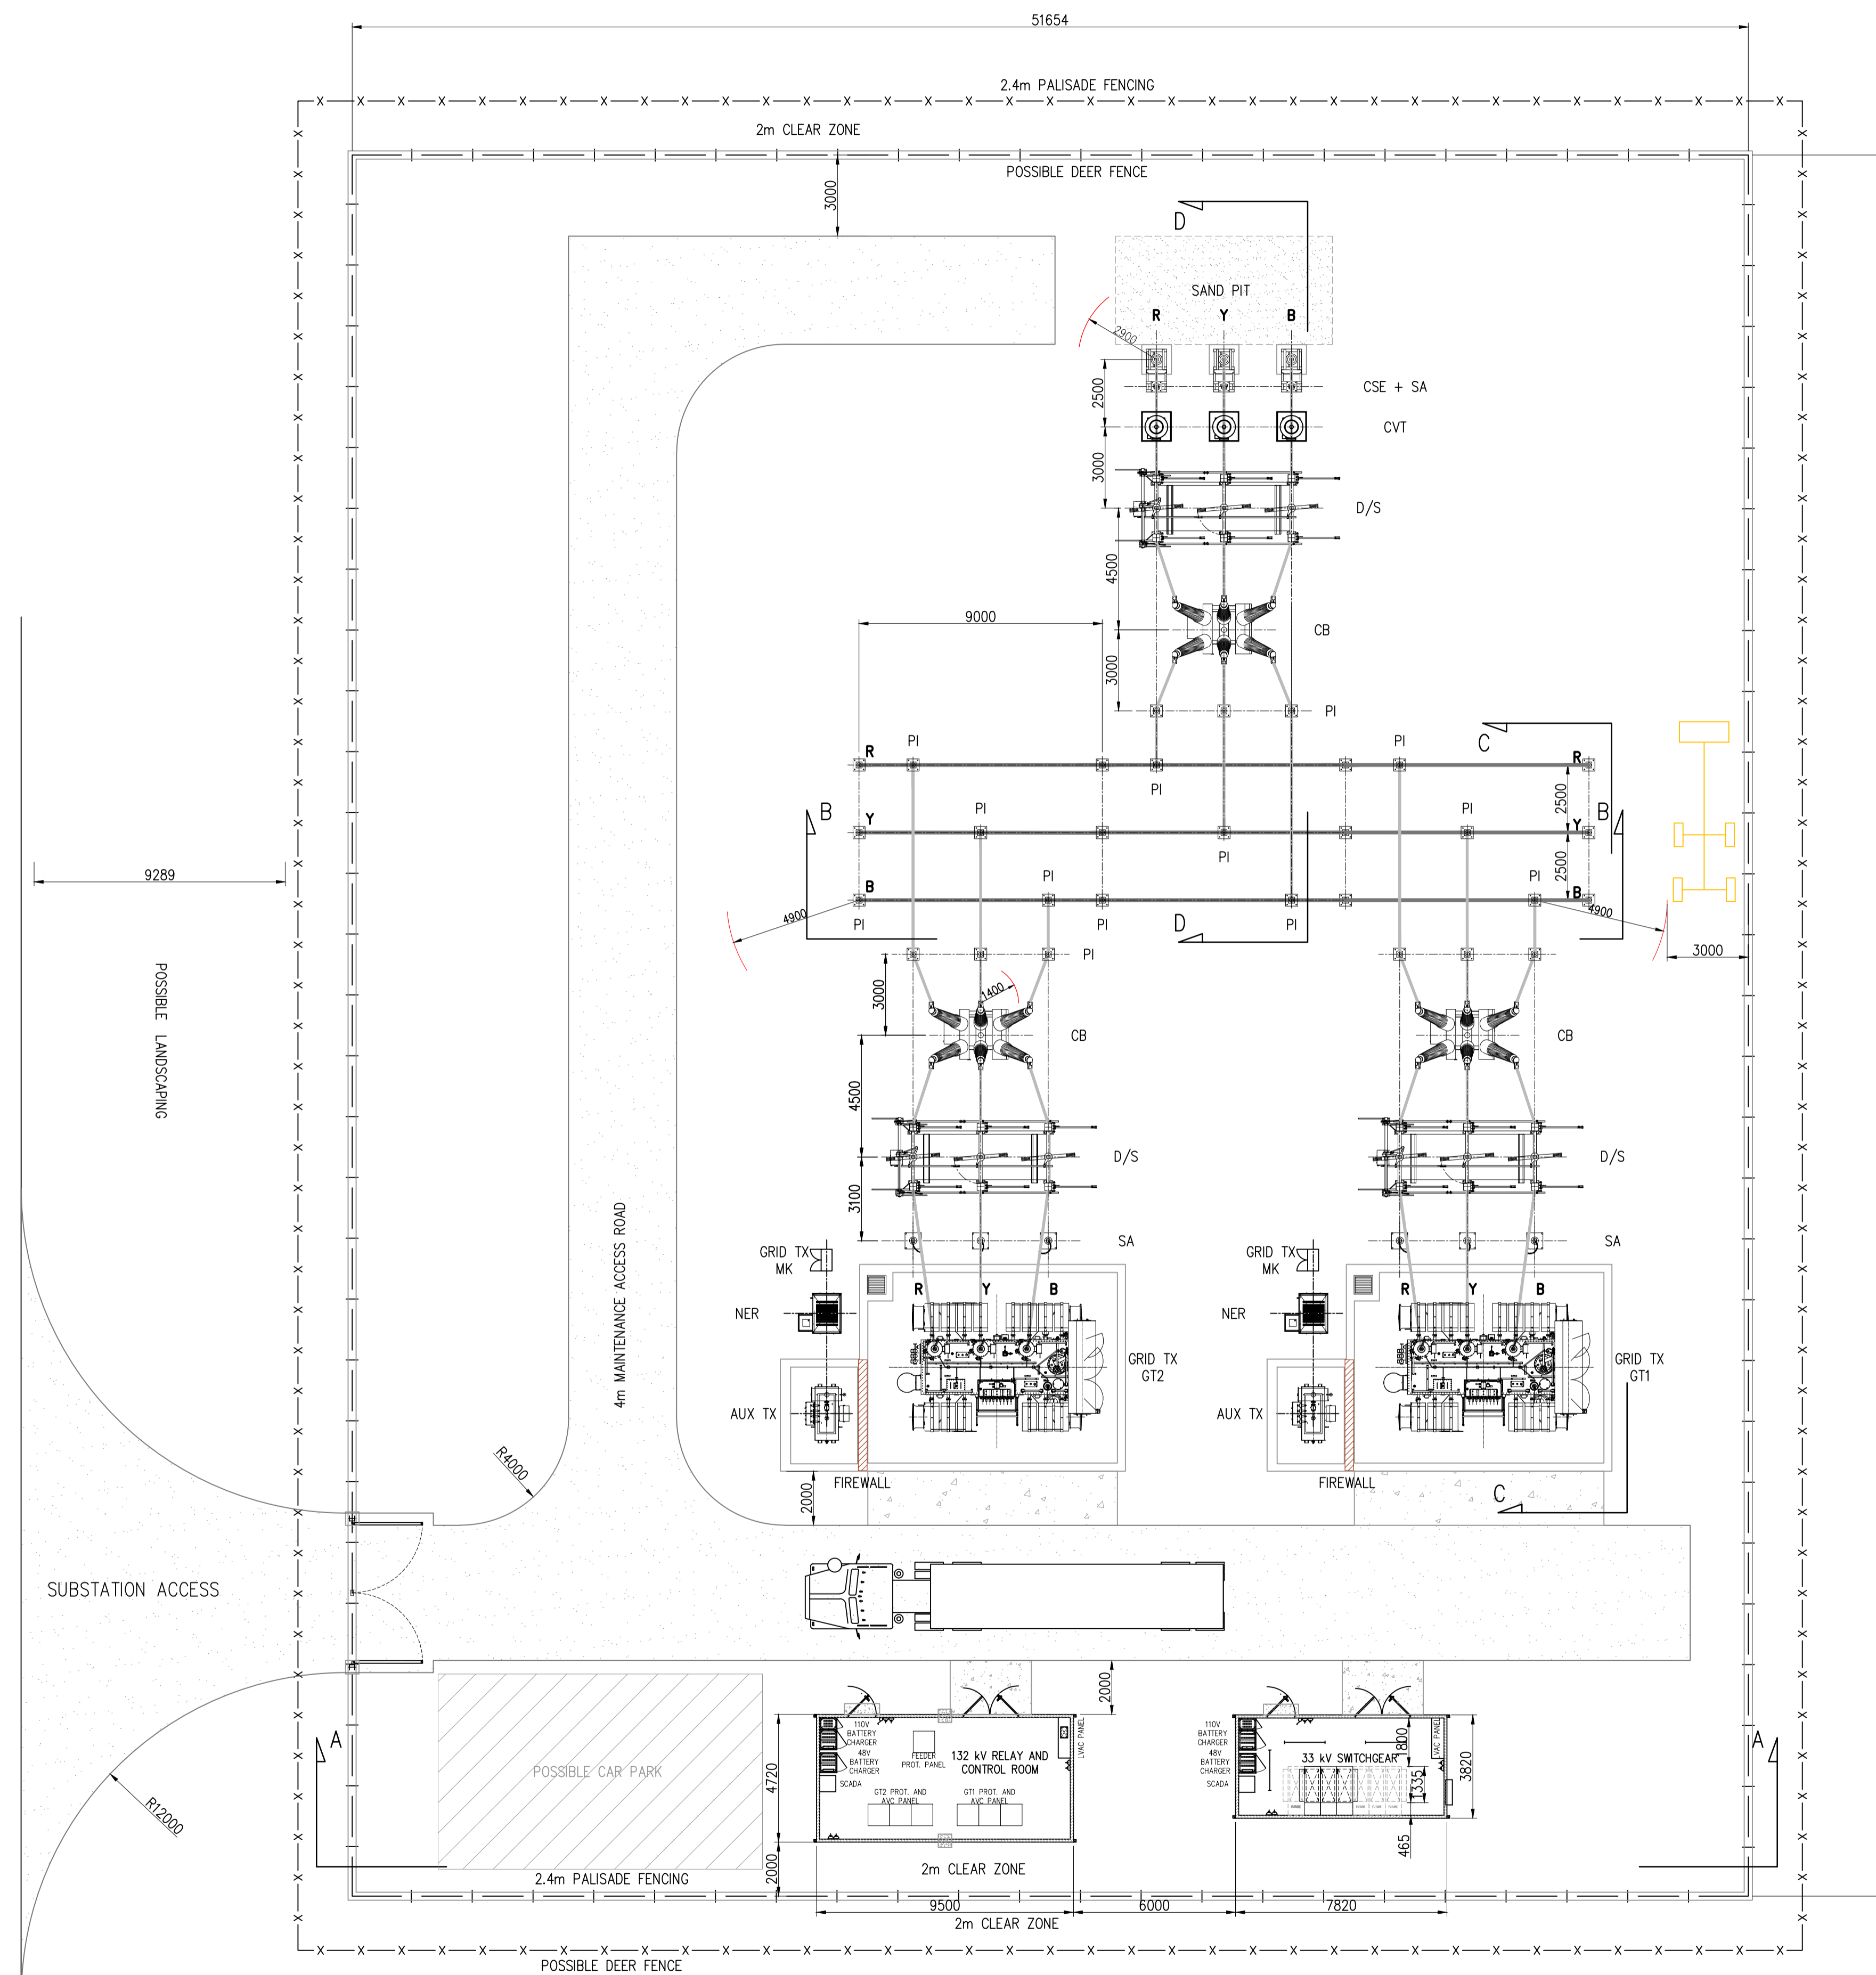 51654
2.4m PALISADE FENCING
2m CLEAR ZONE
POSSIBLE DEER FENCE
3000
D
SAND PIT
R Y B
2900
2500
CSE + SA
CVT
3000
D/S
4500
9000
CB
3000
PI
PI
PI
C
R
R
PI
2500
B
Y
PI
PI
Y
B
PI
2500
9289
PI
PI
B
B
4900
PI
PI
D
PI
4900
3000
PI
POSSIBLE LANDSCAPING
3000
1400
CB
CB
4500
D/S
D/S
3100
4m MAINTENANCE ACCESS ROAD
SA
SA
GRID TX
MK
GRID TX
MK
R Y B
R Y B
NER
NER
GRID TX
GT2
GRID TX
GT1
AUX TX
AUX TX
R4000
FIREWALL
FIREWALL
2000
C
SUBSTATION ACCESS
2000
A
A
110V
BATTERY
CHARGER
48V
BATTERY
CHARGER
SCADA
FEEDER
PROT. PANEL
132 kV RELAY AND
CONTROL ROOM
LVAC PANEL
GT2 PROT. AND
AVC PANEL
GT1 PROT. AND
AVC PANEL
4720
110V
BATTERY
CHARGER
48V
BATTERY
CHARGER
SCADA
33 kV SWITCHGEAR
LVAC PANEL
1800
1335
3820
465
POSSIBLE CAR PARK
R12000
2000
2.4m PALISADE FENCING
2m CLEAR ZONE
9500
6000
7820
2m CLEAR ZONE
POSSIBLE DEER FENCE